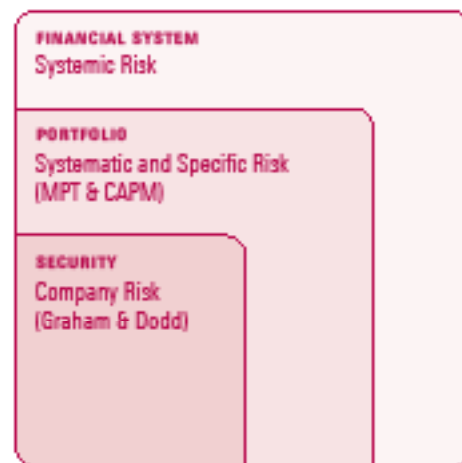 FINANCIAL SYSTEM
Systemic Risk
PORTFOLIO
Systematic and Specific Risk
(MPT & CAPM)
SECURITY
Company Risk
(Graham & Dodd)